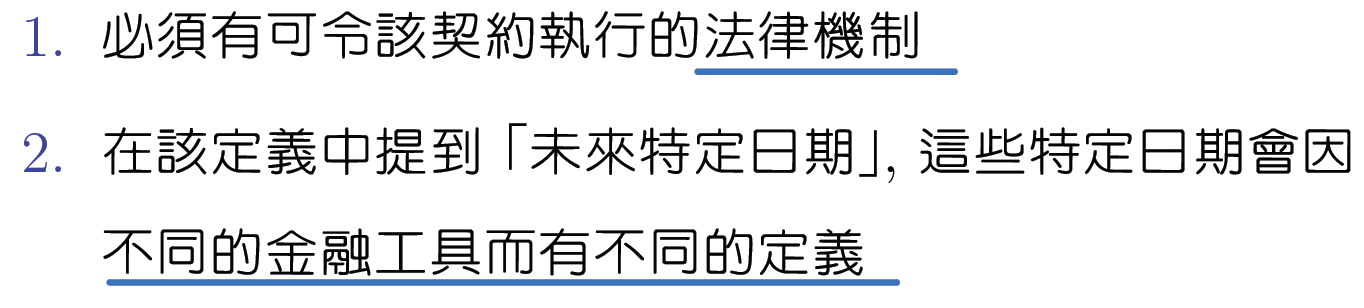 1. 必須有可令該契約執行的法律機制
2. 在該定義中提到「未來特定日期」, 這些特定日期會因
不同的金融工具而有不同的定義